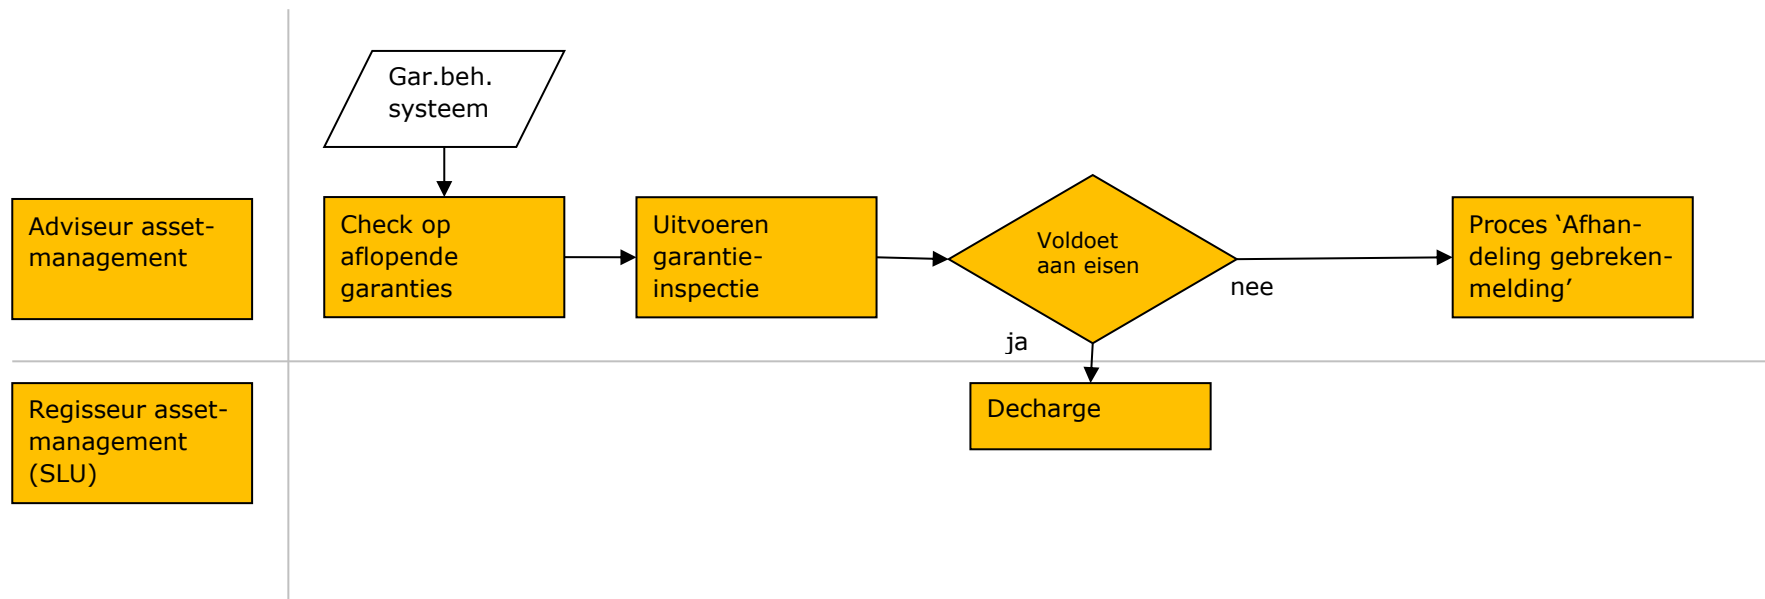 Gar.beh.
systeem
Adviseur asset-
management
Check op
aflopende
garanties
Uitvoeren
garantie-
inspectie
Voldoet
aan eisen
nee
ja
Proces ‘Afhan-
deling gebreken-
melding’
Regisseur asset-
management
(SLU)
Decharge